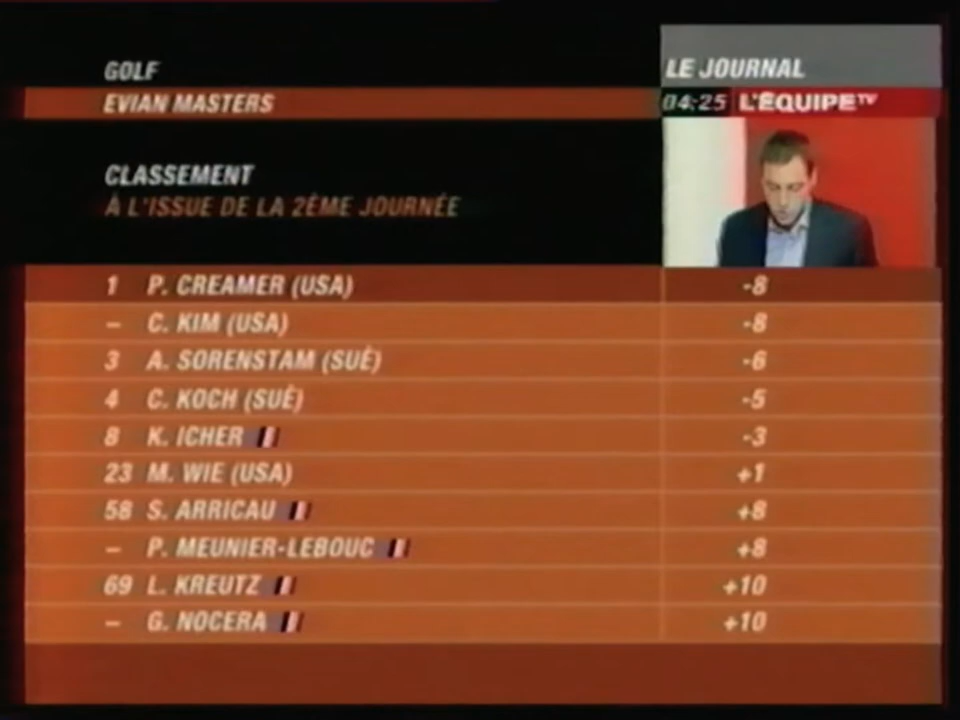 GOLF
LE JOURNAL
EVIAN MASTERS
04:25 L'ÉQUIPE TV
CLASSEMENT
À L'ISSUE DE LA 2ÈME JOURNÉE
1 P. CREAMER (USA) -8
– C. KIM (USA) -8
3 A. SORENSTAM (SUÈ) -6
4 C. KOCH (SUÈ) -5
8 K. ICHER -3
23 M. WIE (USA) +1
58 S. ARRICAU +8
– P. MEUNIER-LEBOUC +8
69 L. KREUTZ +10
– G. NOCERA +10